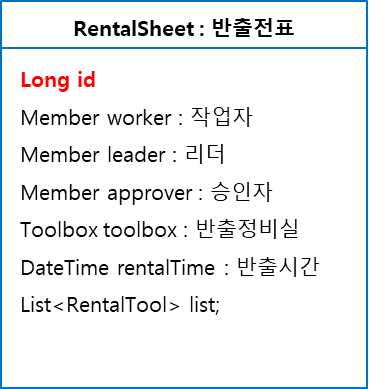 RentalSheet : 반출전표
Long id
Member worker : 작업자
Member leader : 리더
Member approver : 승인자
Toolbox toolbox : 반출정비실
DateTime rentalTime : 반출시간
List<RentalTool> list;